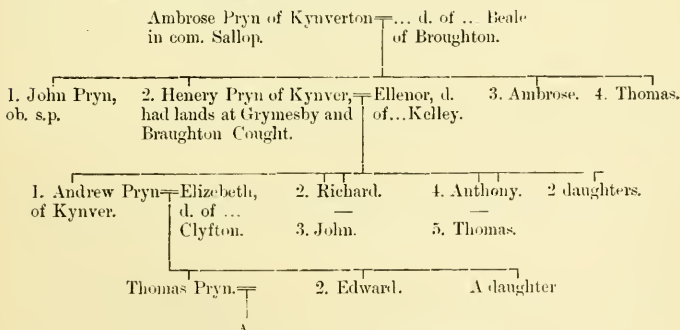 Ambrose Pryn of Kynverton=... d. of ... Beale
in com. Sallop. of Broughton.
1. John Pryn, 2. Henery Pryn of Kynver,=Ellenor, d. 3. Ambrose. 4. Thomas.
ob. s.p. had lands at Grymesby and of...Kelley.
Braughton Cought.
1. Andrew Pryn=Elizebeth, 2. Richard. 4. Anthony. 2 daughters.
of Kynver. d. of ... — —
Clyfton. 3. John. 5. Thomas.
Thomas Pryn.= 2. Edward. A daughter
A